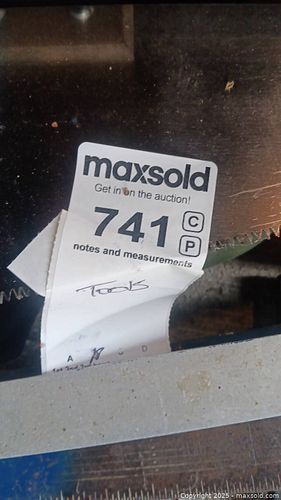 maxsold
Get in on the auction!
741 C
P
notes and measurements
Tools
A B C D
Copyright © 2025 - maxsold.com